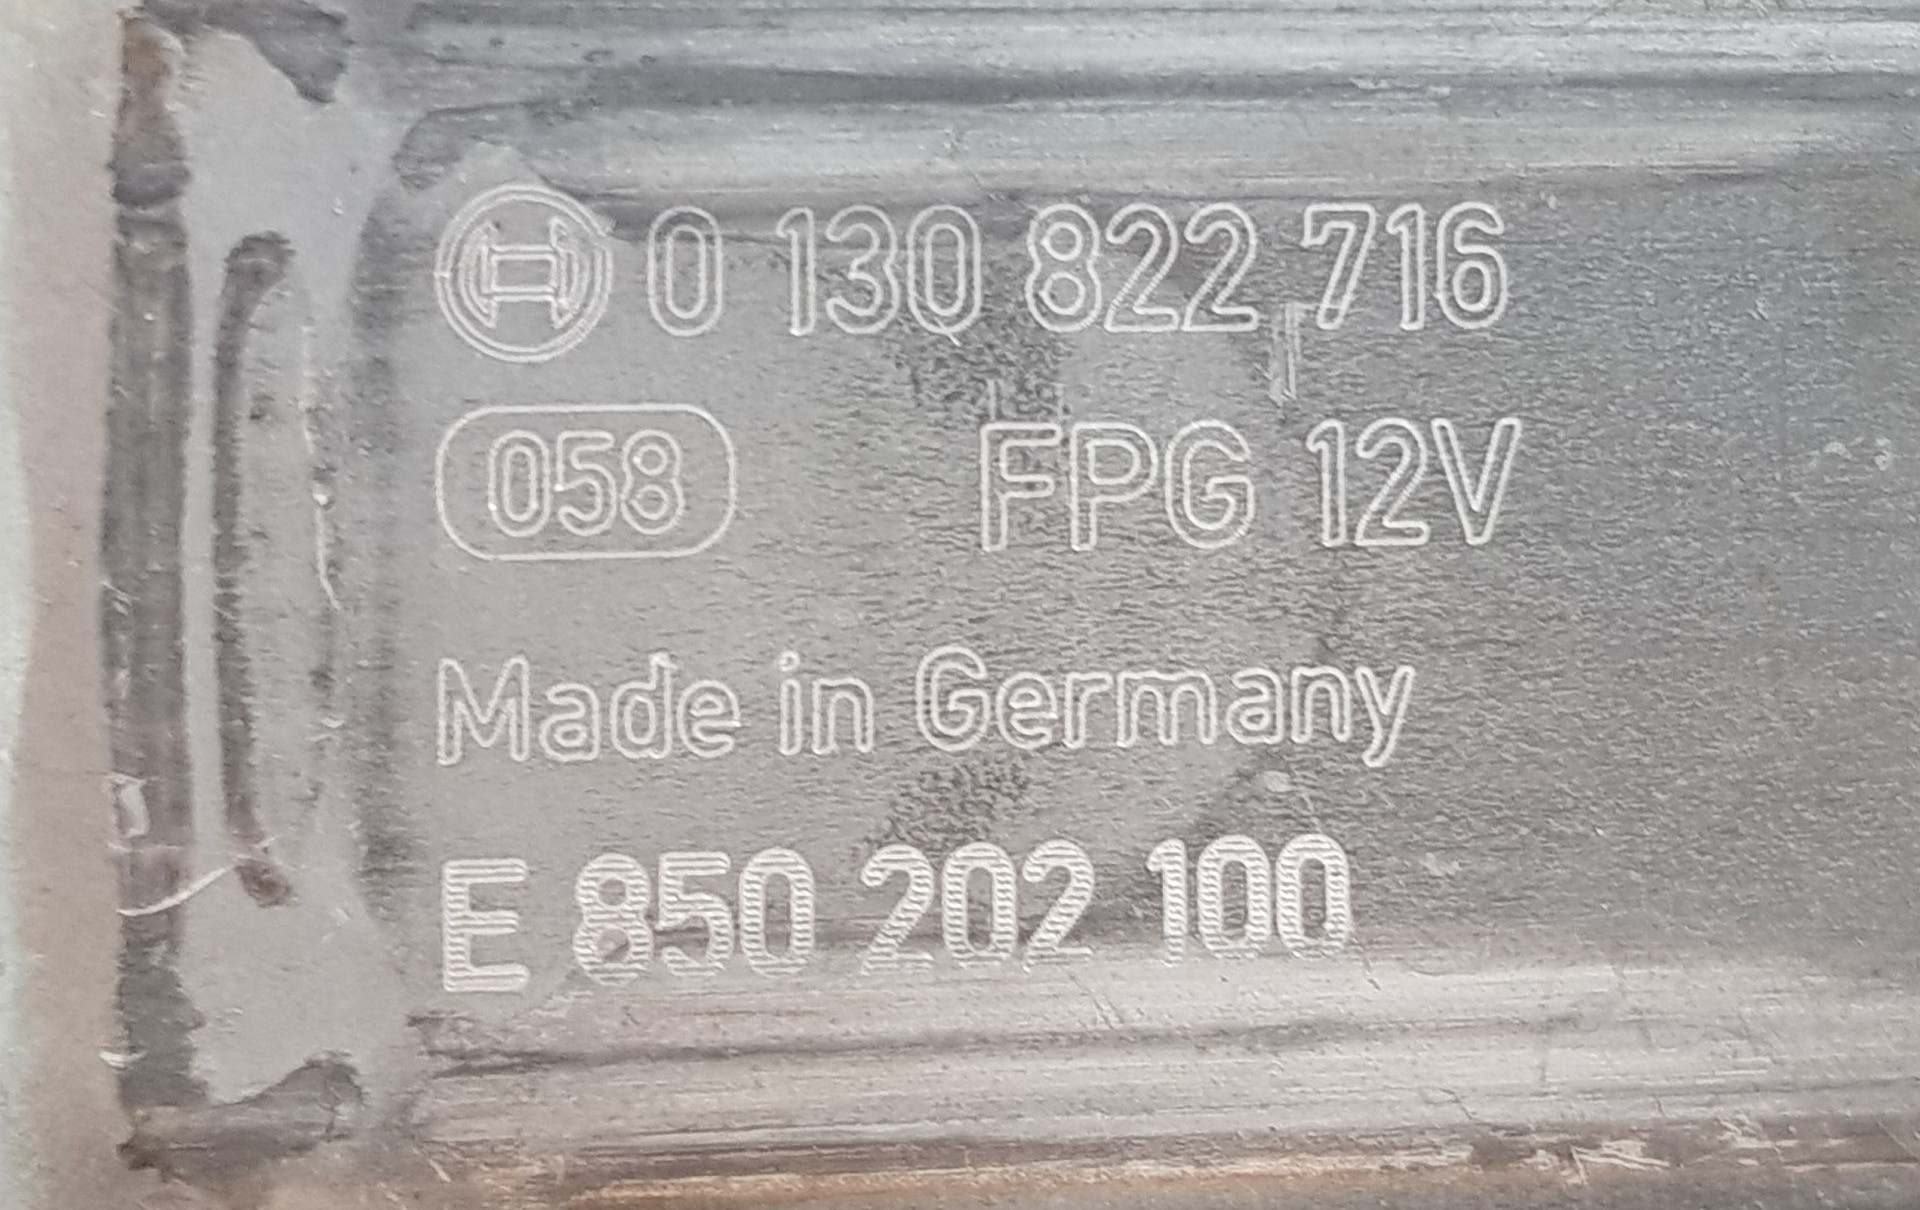 0 130 822 716
058 FPG 12V
Made in Germany
E 850 202 100